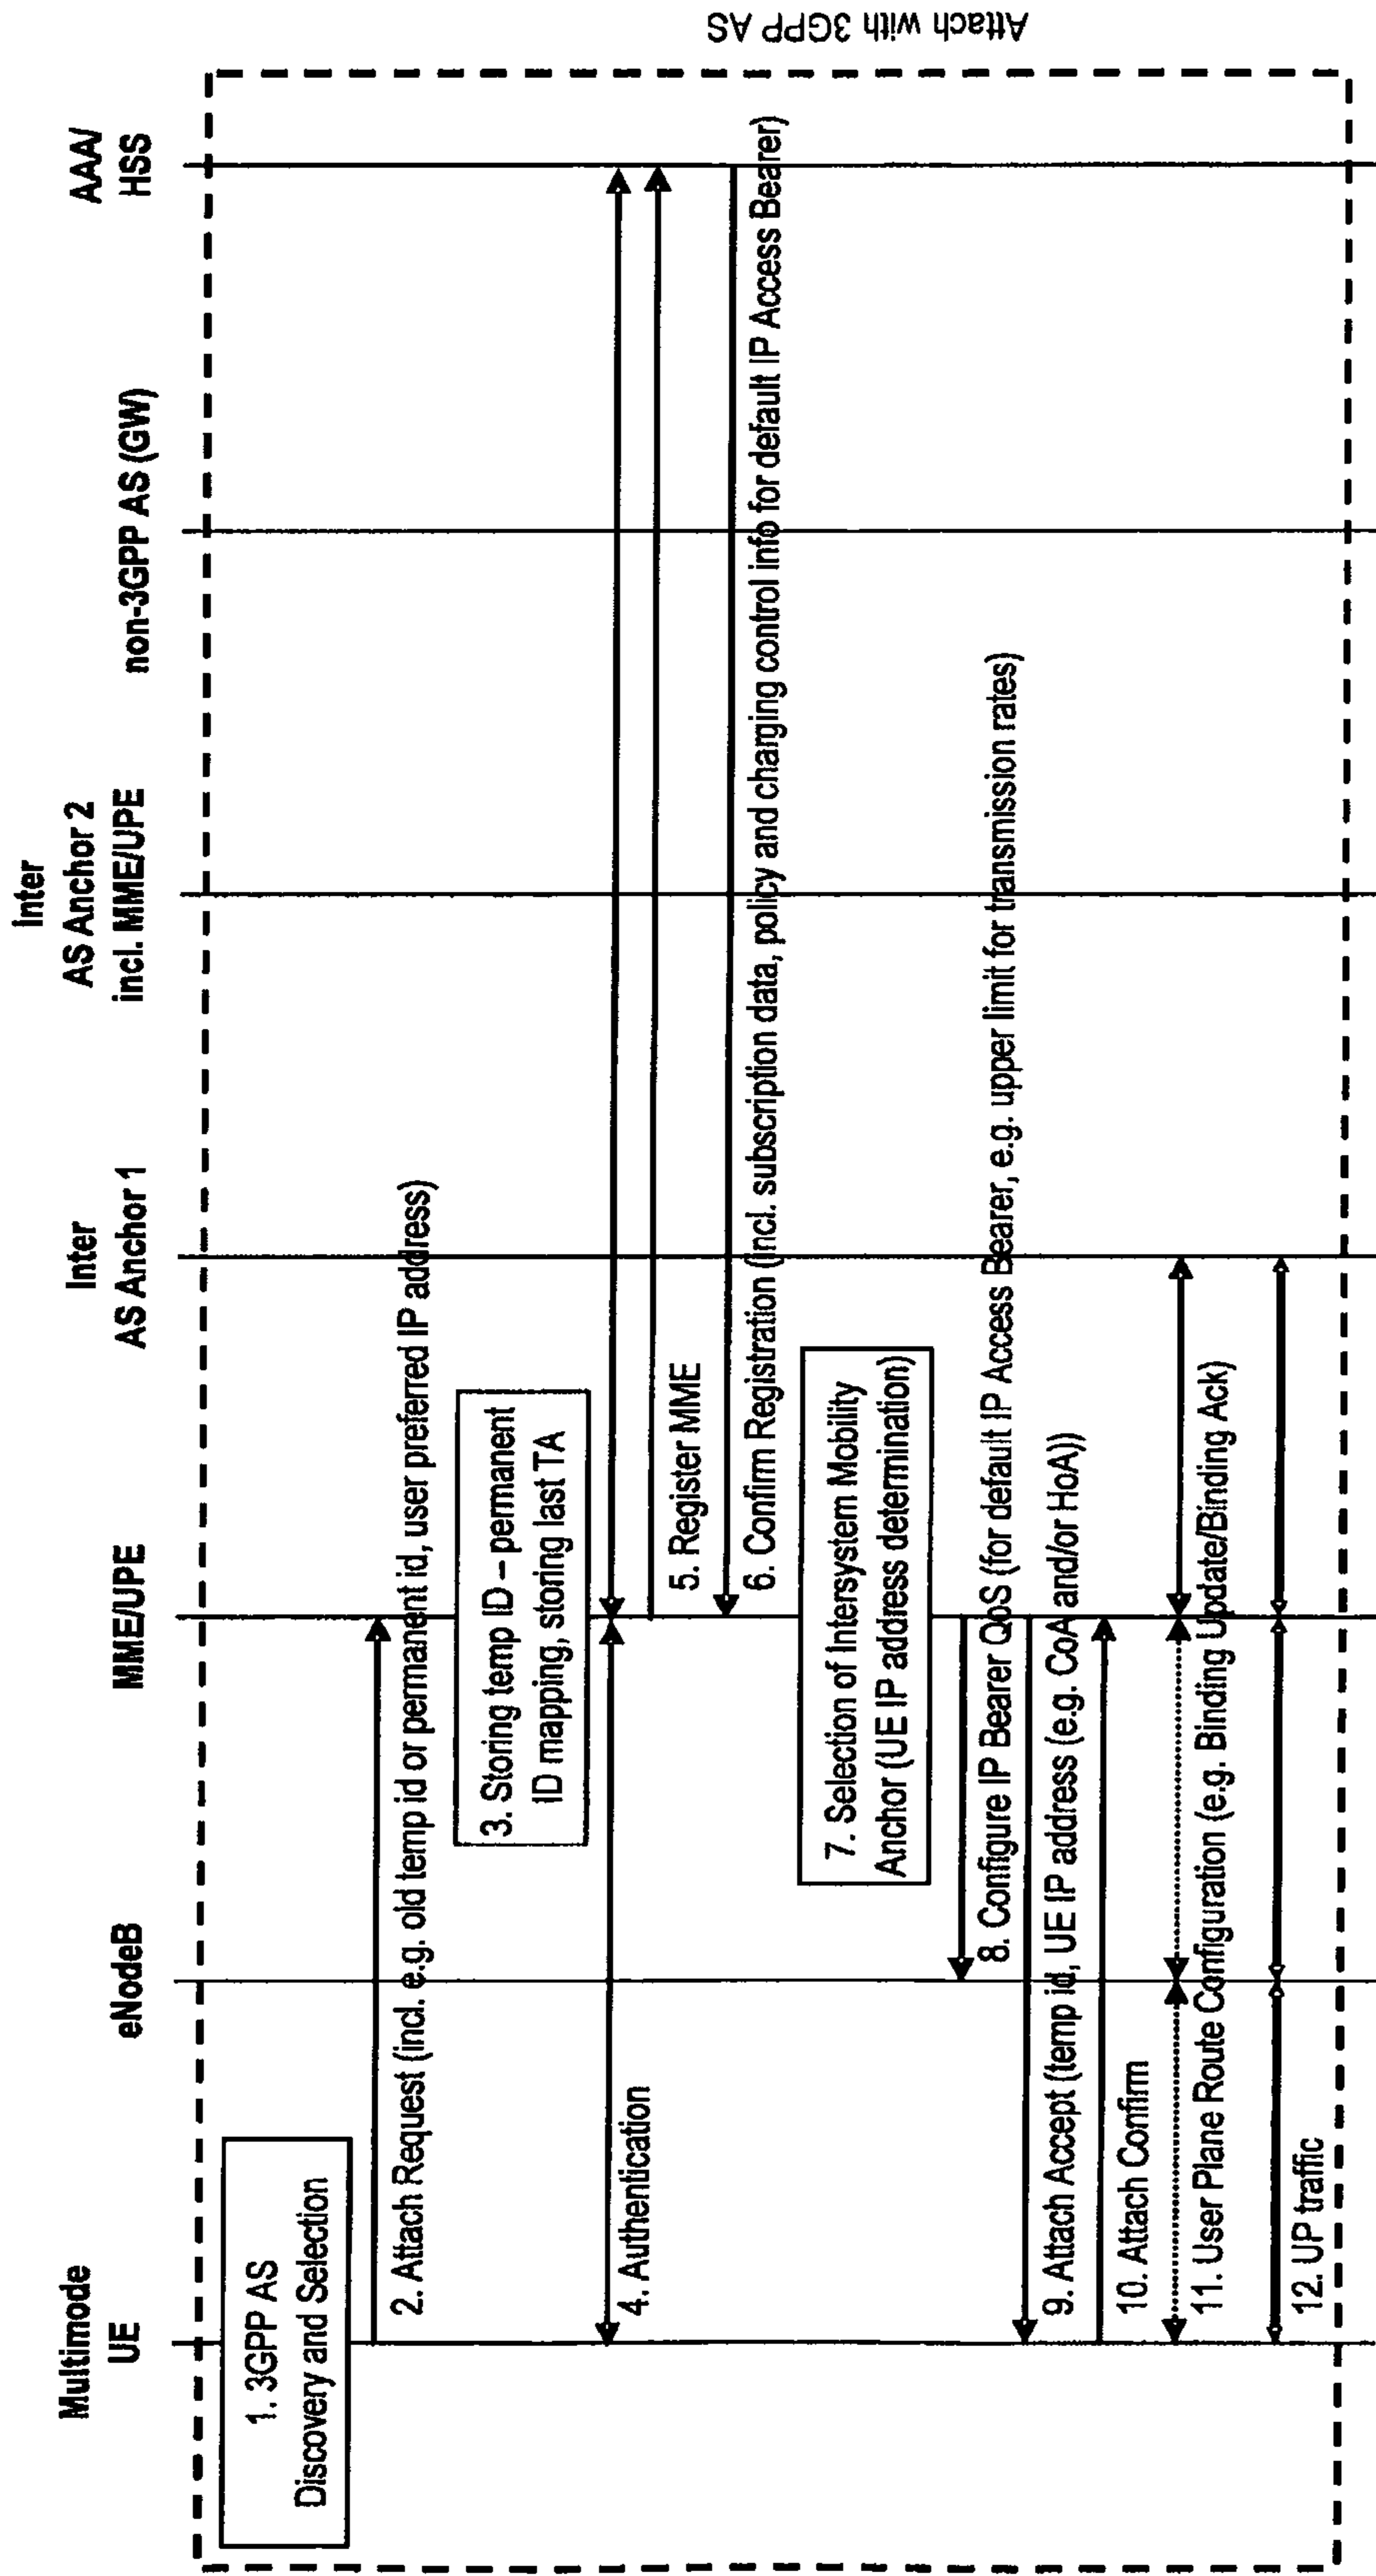 Multimode
UE
eNodeB
MME/UPE
Inter
AS Anchor 1
Inter
AS Anchor 2
incl. MME/UPE
non-3GPP AS (GW)
AAA/
HSS
1. 3GPP AS
Discovery and Selection
2. Attach Request (incl. e.g. old temp id or permanent id, user preferred IP address)
3. Storing temp ID – permanent
ID mapping, storing last TA
4. Authentication
5. Register MME
6. Confirm Registration (incl. subscription data, policy and charging control info for default IP Access Bearer)
7. Selection of Intersystem Mobility
Anchor (UE IP address determination)
8. Configure IP Bearer QoS (for default IP Access Bearer, e.g. upper limit for transmission rates)
9. Attach Accept (temp id, UE IP address (e.g. CoA and/or HoA))
10. Attach Confirm
11. User Plane Route Configuration (e.g. Binding Update/Binding Ack)
12. UP traffic
Attach with 3GPP AS